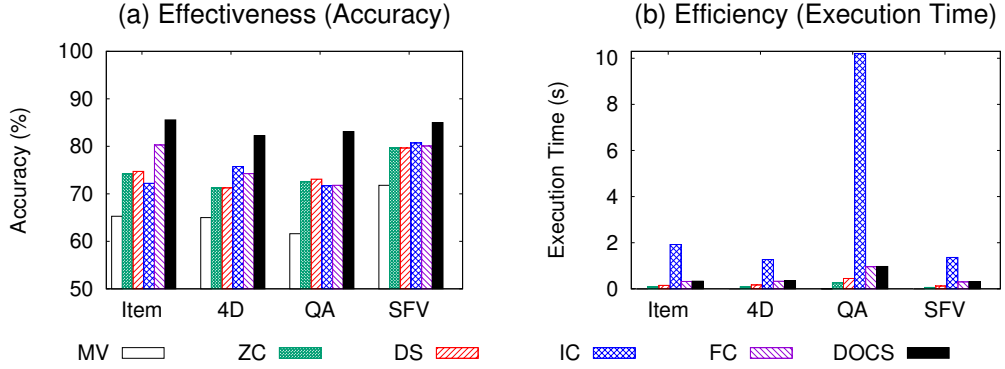 (a) Effectiveness (Accuracy)
Accuracy (%)
100
90
80
70
60
50
Item 4D QA SFV
(b) Efficiency (Execution Time)
Execution Time (s)
10
8
6
4
2
0
Item 4D QA SFV
MV ZC DS IC FC DOCS